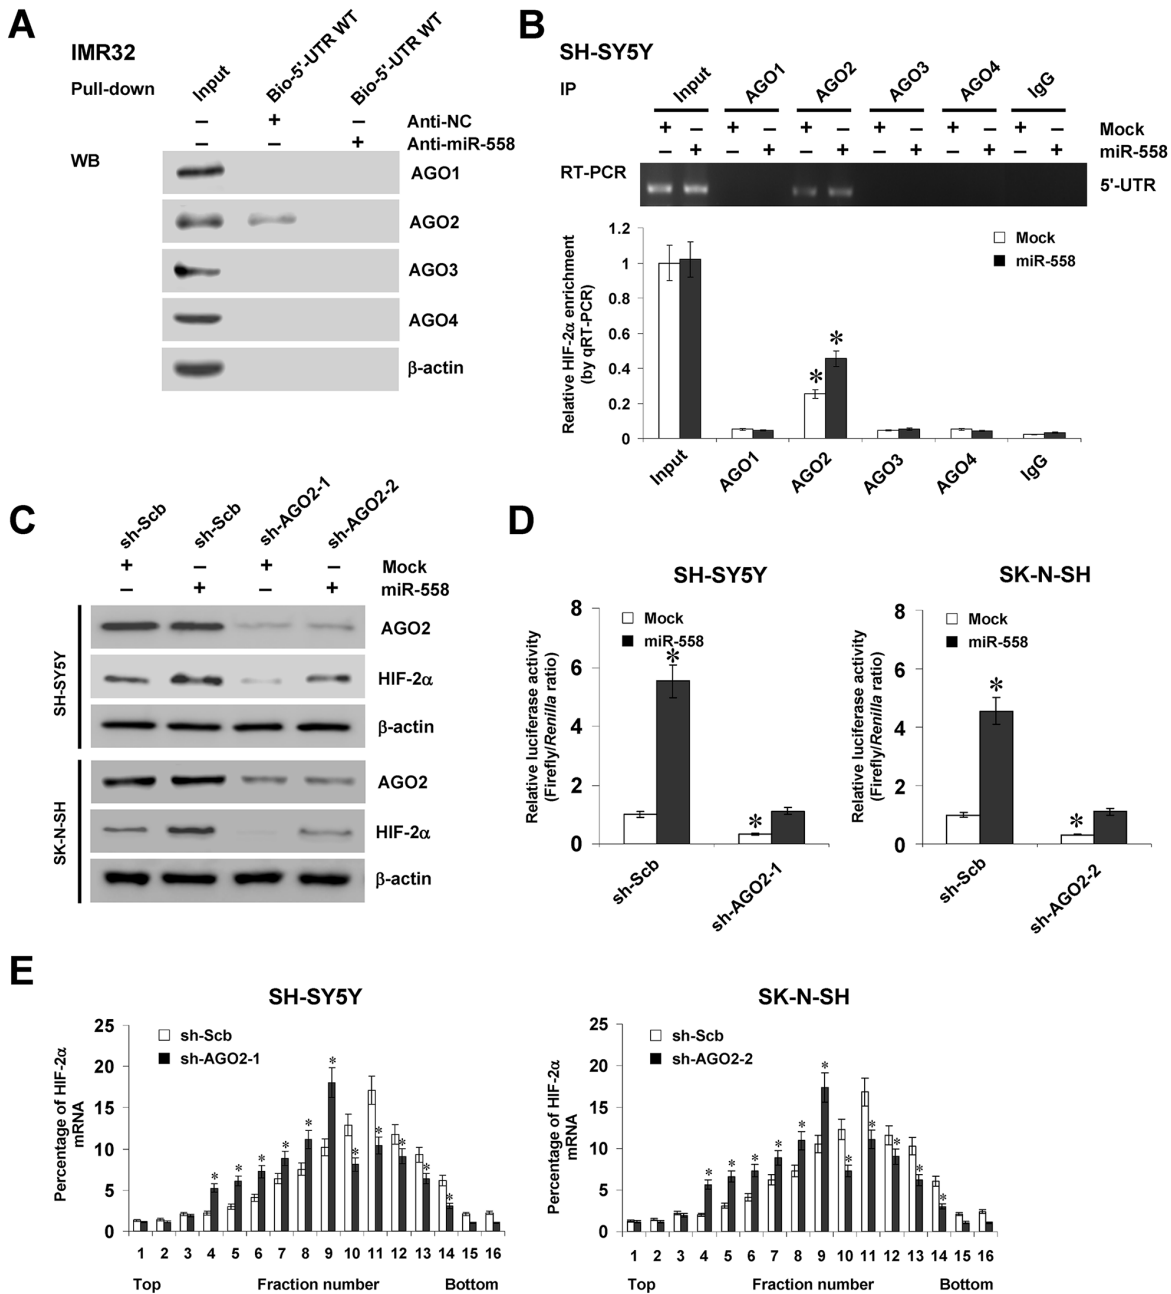 A
IMR32
Pull-down
Input
Bio-5'-UTR WT
Bio-5'-UTR WT
– + – Anti-NC
– – + Anti-miR-558
WB
AGO1
AGO2
AGO3
AGO4
β-actin
B
SH-SY5Y
IP
Input
AGO1
AGO2
AGO3
AGO4
IgG
+ – + – + – + – + – + – Mock
– + – + – + – + – + – + miR-558
RT-PCR
5'-UTR
Relative HIF-2α enrichment
(by qRT-PCR)
1.2
1
0.8
0.6
0.4
0.2
0
Mock
miR-558
* *
Input
AGO1
AGO2
AGO3
AGO4
IgG
C
sh-Scb
sh-Scb
sh-AGO2-1
sh-AGO2-2
+ – + – Mock
– + – + miR-558
SH-SY5Y
AGO2
HIF-2α
β-actin
SK-N-SH
AGO2
HIF-2α
β-actin
D
SH-SY5Y
Relative luciferase activity
(Firefly/Renilla ratio)
8
6
4
2
0
Mock
miR-558
* *
sh-Scb
sh-AGO2-1
SK-N-SH
Relative luciferase activity
(Firefly/Renilla ratio)
8
6
4
2
0
Mock
miR-558
* *
sh-Scb
sh-AGO2-2
E
SH-SY5Y
Percentage of HIF-2α
mRNA
25
20
15
10
5
0
sh-Scb
sh-AGO2-1
* * * * * * * * * * *
1 2 3 4 5 6 7 8 9 10 11 12 13 14 15 16
Top Fraction number Bottom
SK-N-SH
Percentage of HIF-2α
mRNA
25
20
15
10
5
0
sh-Scb
sh-AGO2-2
* * * * * * * * * * *
1 2 3 4 5 6 7 8 9 10 11 12 13 14 15 16
Top Fraction number Bottom